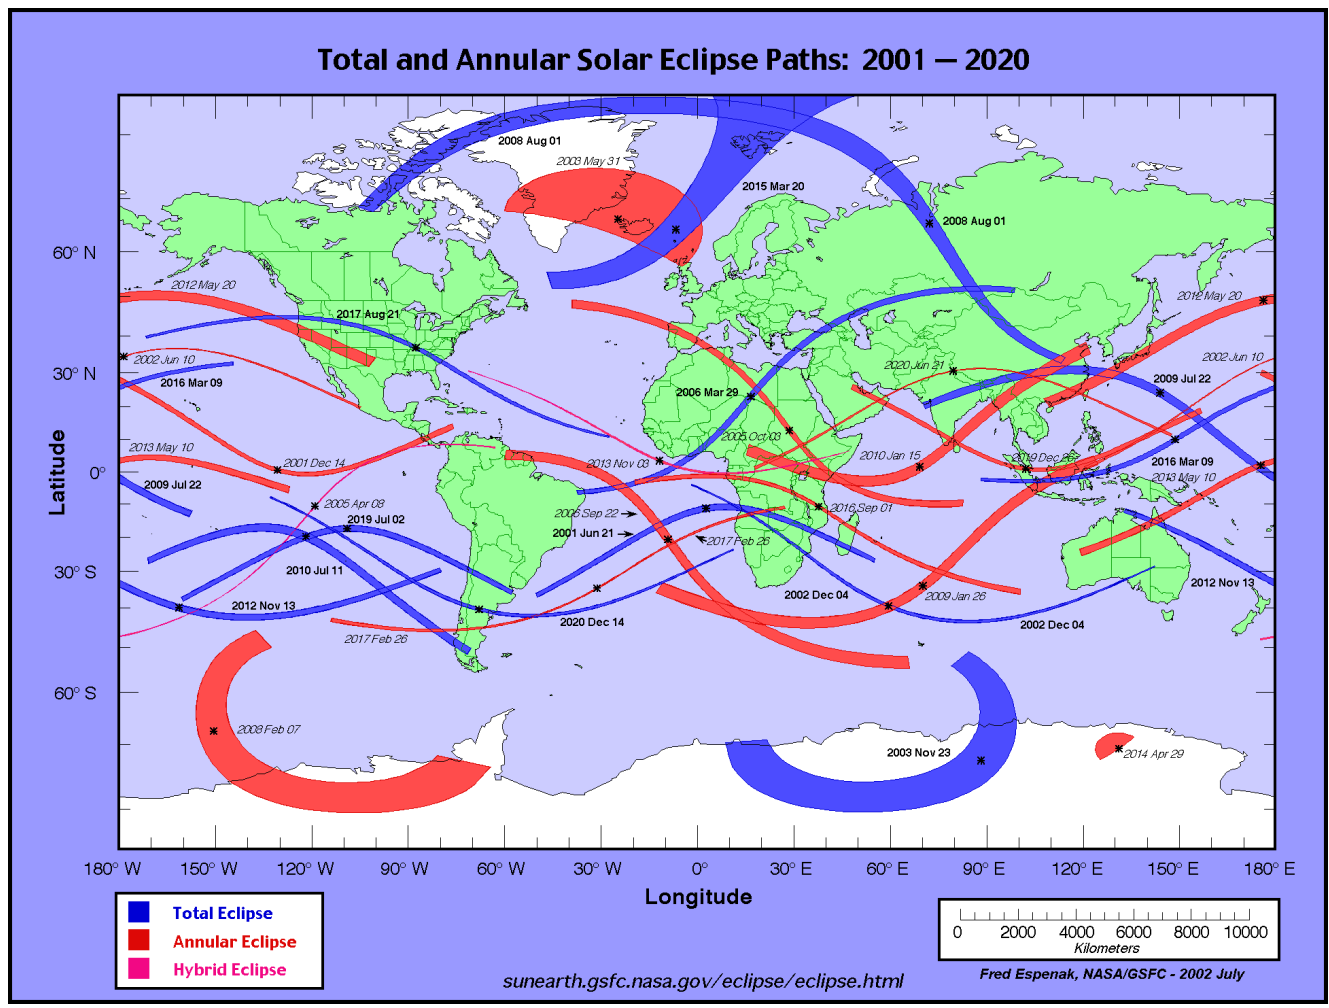 Total and Annular Solar Eclipse Paths: 2001 — 2020
2008 Aug 01
2003 May 31
2015 Mar 20
2008 Aug 01
60° N
2012 May 20
2012 May 20
2017 Aug 21
2002 Jun 10
2002 Jun 10
2020 Jun 21
30° N
2016 Mar 09
2009 Jul 22
2006 Mar 29
2005 Oct 03
2013 May 10
2001 Dec 14
2013 Nov 03
2010 Jan 15
2019 Dec 26
2016 Mar 09
0°
2013 May 10
2009 Jul 22
2005 Apr 08
2006 Sep 22
2016 Sep 01
2019 Jul 02
2001 Jun 21
2017 Feb 26
30° S
2010 Jul 11
2012 Nov 13
2012 Nov 13
2002 Dec 04
2009 Jan 26
2020 Dec 14
2002 Dec 04
2017 Feb 26
60° S
2008 Feb 07
2003 Nov 23
2014 Apr 29
Latitude
180° W 150° W 120° W 90° W 60° W 30° W 0° 30° E 60° E 90° E 120° E 150° E 180° E
Longitude
Total Eclipse
Annular Eclipse
Hybrid Eclipse
0 2000 4000 6000 8000 10000
Kilometers
sunearth.gsfc.nasa.gov/eclipse/eclipse.html
Fred Espenak, NASA/GSFC - 2002 July